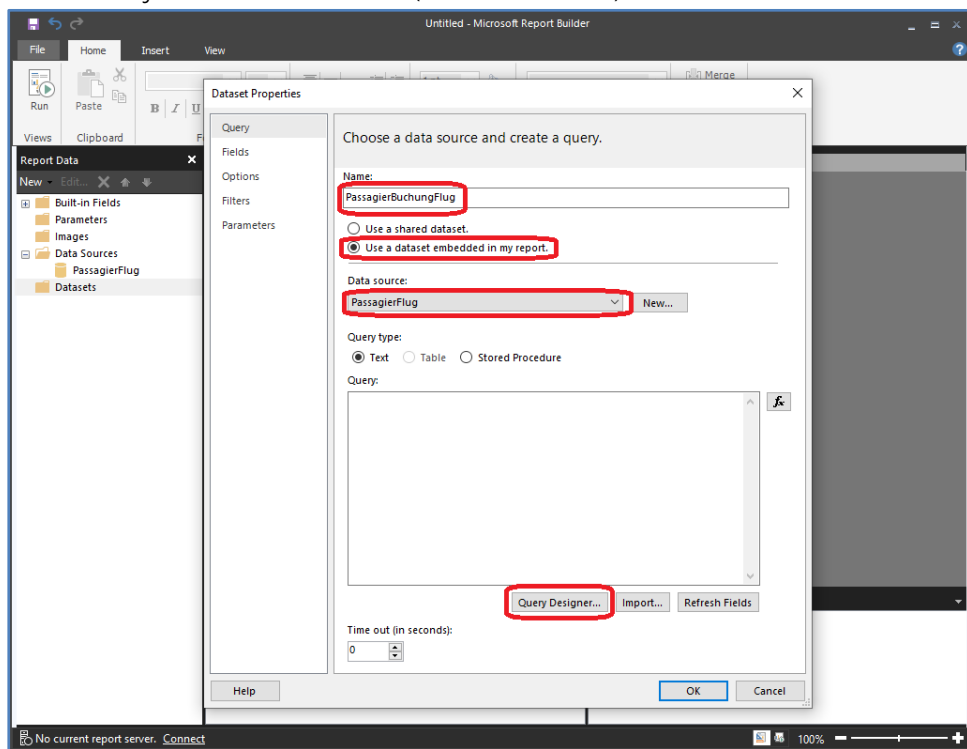 Untitled - Microsoft Report Builder
File Home Insert View
Merge
Run Paste B I U
Views Clipboard F
Report Data
New Edit...
Built-in Fields
Parameters
Images
Data Sources
PassagierFlug
Datasets
Dataset Properties
Query
Fields
Options
Filters
Parameters
Choose a data source and create a query.
Name:
PassagierBuchungFlug
Use a shared dataset.
Use a dataset embedded in my report.
Data source:
PassagierFlug New...
Query type:
Text Table Stored Procedure
Query:
fx
Query Designer... Import... Refresh Fields
Time out (in seconds):
0
Help OK Cancel
No current report server. Connect 100%